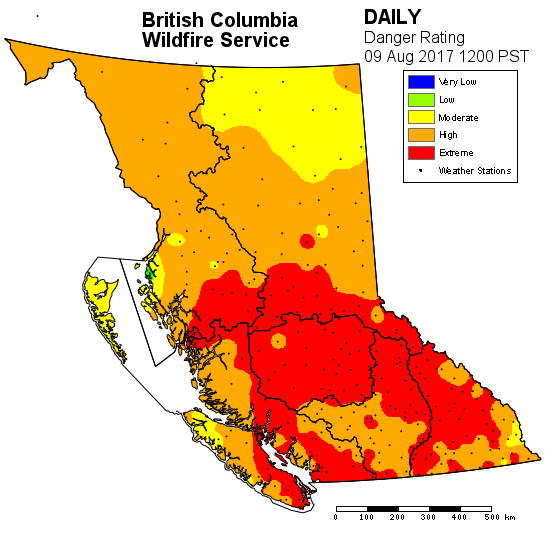 British Columbia
Wildfire Service
DAILY
Danger Rating
09 Aug 2017 1200 PST
Very Low
Low
Moderate
High
Extreme
Weather Stations
0 100 200 300 400 500 km